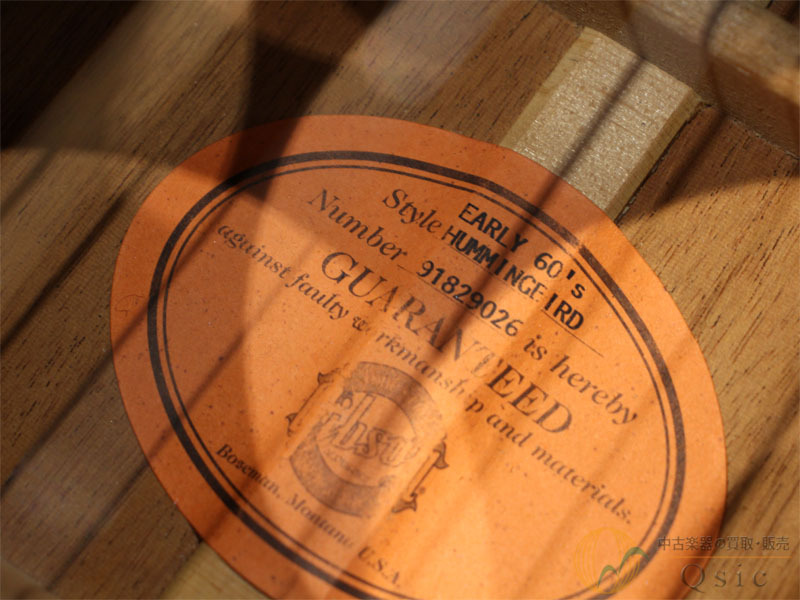 Style EARLY 60's
HUMMINGBIRD
Number 91829026 is hereby
GUARANTEED
against faulty workmanship and materials.
Gibson
Bozeman, Montana U.S.A.
中古楽器の買取・販売
Qsic